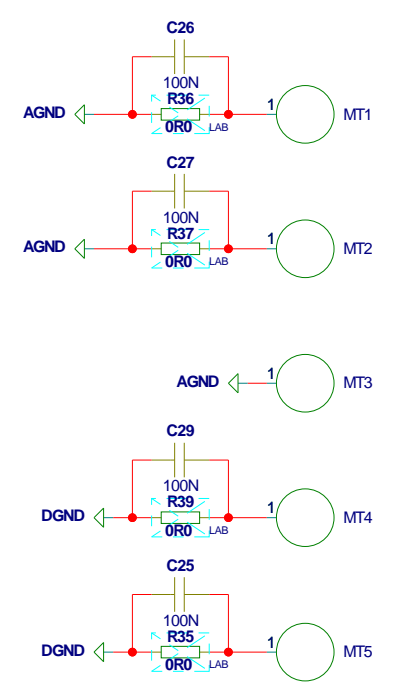 C26
100N
R36
AGND
0R0
LAB
1
MT1
C27
100N
R37
AGND
0R0
LAB
1
MT2
AGND
1
MT3
C29
100N
R39
DGND
0R0
LAB
1
MT4
C25
100N
R35
DGND
0R0
LAB
1
MT5